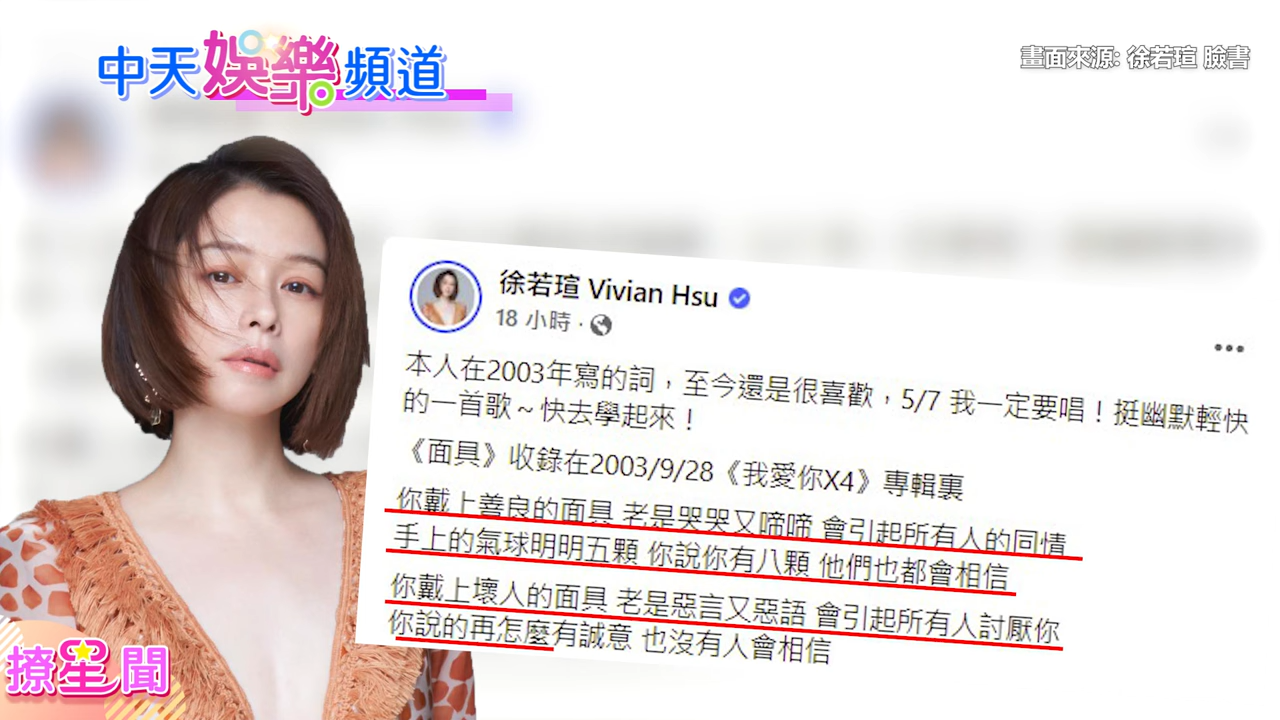 中天娛樂頻道
畫面來源: 徐若瑄 臉書
徐若瑄 Vivian Hsu
18 小時 ·
本人在2003年寫的詞，至今還是很喜歡，5/7 我一定要唱！挺幽默輕快
的一首歌～快去學起來！
《面具》收錄在2003/9/28《我愛你X4》專輯裏
你戴上善良的面具 老是哭哭又啼啼 會引起所有人的同情
手上的氣球明明五顆 你說你有八顆 他們也都會相信
你戴上壞人的面具 老是惡言又惡語 會引起所有人討厭你
你說的再怎麼有誠意 也沒有人會相信
撩星聞